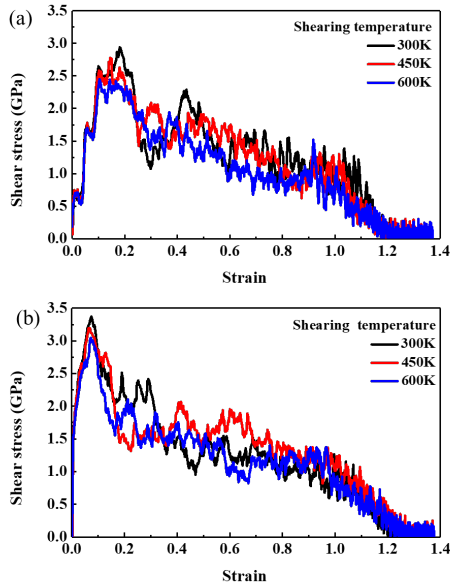 (a)
Shearing temperature
300K
450K
600K
Shear stress (GPa)
3.5
3.0
2.5
2.0
1.5
1.0
0.5
0.0
0.0 0.2 0.4 0.6 0.8 1.0 1.2 1.4
Strain
(b)
Shearing temperature
300K
450K
600K
Shear stress (GPa)
3.5
3.0
2.5
2.0
1.5
1.0
0.5
0.0
0.0 0.2 0.4 0.6 0.8 1.0 1.2 1.4
Strain